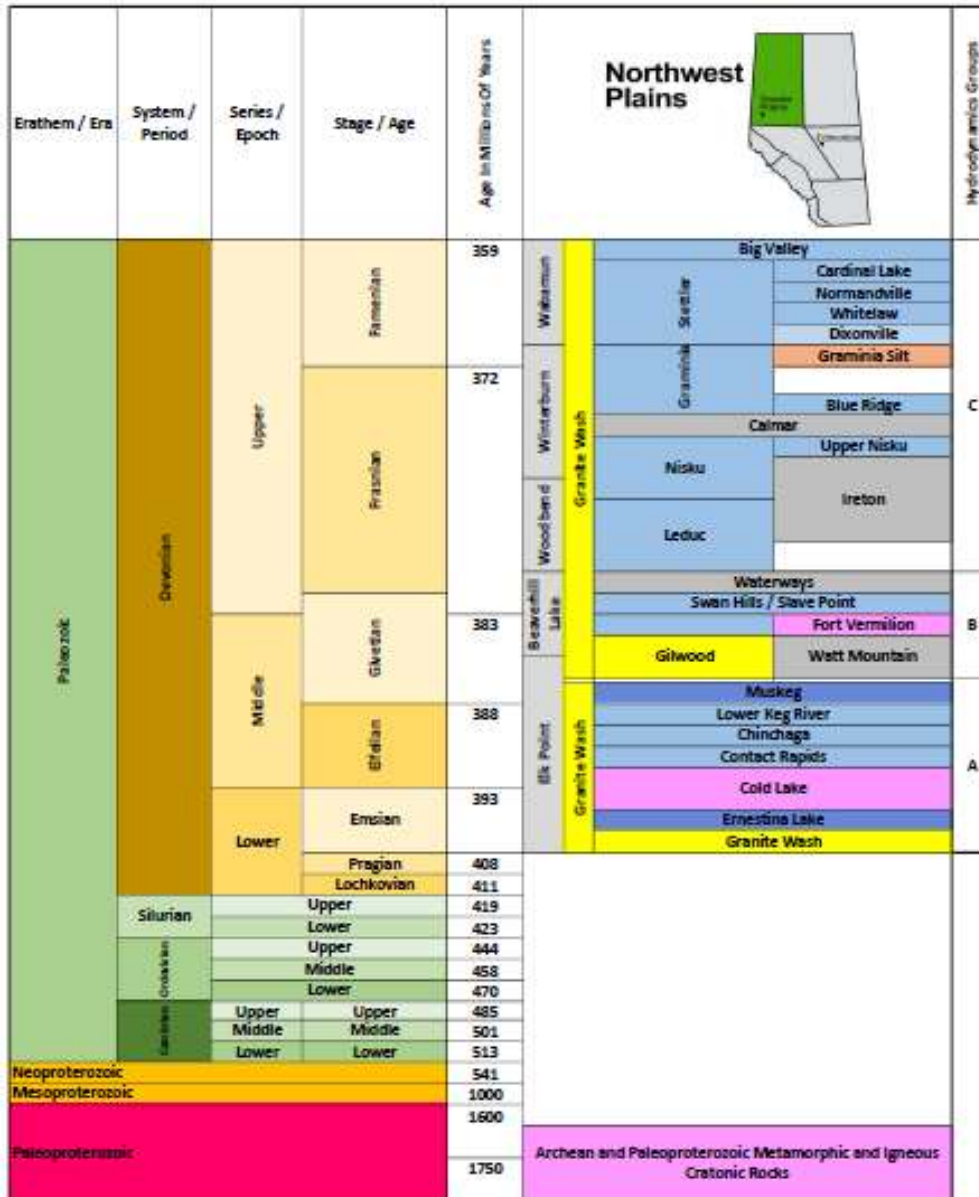 Erathem / Era
System /
Period
Series /
Epoch
Stage / Age
Age In Millions Of Years
Northwest
Plains
Hydrodynamics Groups
Paleozoic
Devonian
Upper
Famenian
359
Wabamun
Granite Wash
Big Valley
Stettler
Cardinal Lake
Normandville
Whitelaw
Dixonville
C
Frasnian
372
Winterburn
Graminia
Graminia Silt
Blue Ridge
Calmar
Nisku
Upper Nisku
Woodbend
Ireton
Leduc
Beaverhill
Lake
Waterways
Swan Hills / Slave Point
B
Middle
Givetian
383
Fort Vermilion
Gilwood
Watt Mountain
Elk Point
Granite Wash
Muskeg
A
Eifelian
388
Lower Keg River
Chinchaga
Contact Rapids
Lower
Emsian
393
Cold Lake
Ernestina Lake
Granite Wash
Pragian
408
Lochkovian
411
Silurian
Upper
419
Lower
423
Ordovician
Upper
444
Middle
458
Lower
470
Cambrian
Upper
Upper
485
Middle
Middle
501
Lower
Lower
513
Neoproterozoic
541
Mesoproterozoic
1000
Paleoproterozoic
1600
1750
Archean and Paleoproterozoic Metamorphic and Igneous
Cratonic Rocks